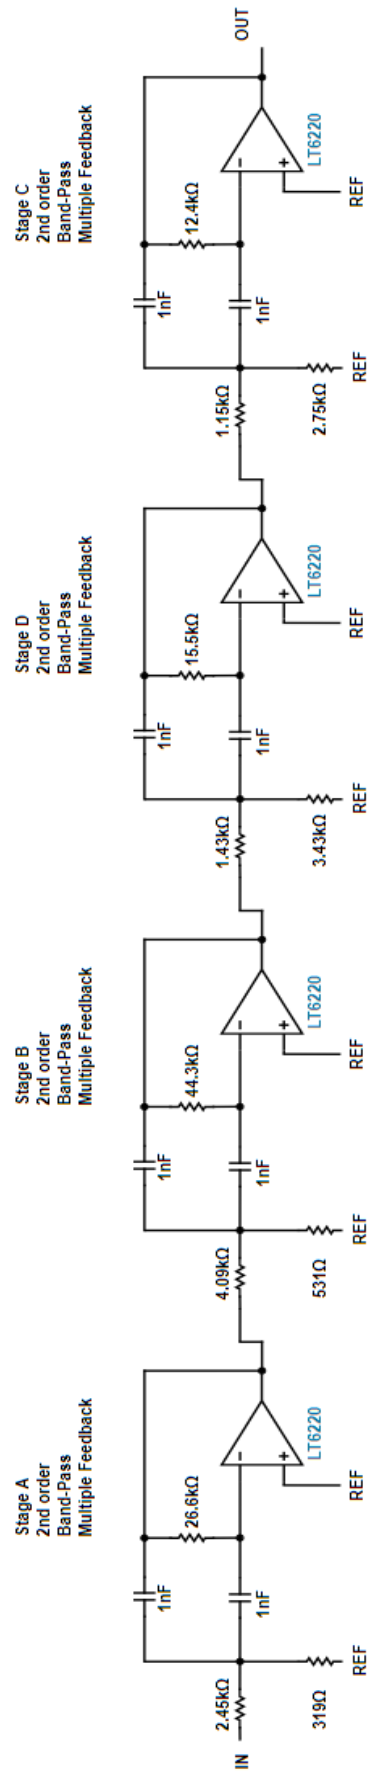 Stage A
2nd order
Band-Pass
Multiple Feedback
IN
2.45kΩ
319Ω
REF
1nF
1nF
26.6kΩ
LT6220
REF
Stage B
2nd order
Band-Pass
Multiple Feedback
4.09kΩ
531Ω
REF
1nF
1nF
44.3kΩ
LT6220
REF
Stage D
2nd order
Band-Pass
Multiple Feedback
1.43kΩ
3.43kΩ
REF
1nF
1nF
15.5kΩ
LT6220
REF
Stage C
2nd order
Band-Pass
Multiple Feedback
1.15kΩ
2.75kΩ
REF
1nF
1nF
12.4kΩ
LT6220
REF
OUT